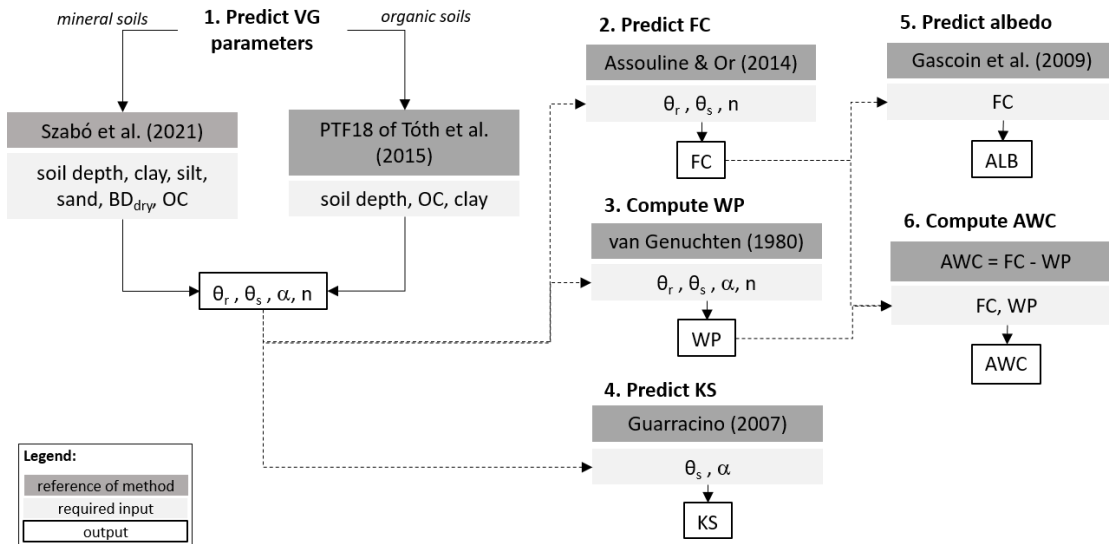 mineral soils
1. Predict VG
parameters
organic soils
Szabó et al. (2021)
soil depth, clay, silt,
sand, BDdry, OC
PTF18 of Tóth et al.
(2015)
soil depth, OC, clay
θr , θs , α, n
2. Predict FC
Assouline & Or (2014)
θr , θs , n
FC
3. Compute WP
van Genuchten (1980)
θr , θs , α, n
WP
4. Predict KS
Guarracino (2007)
θs , α
KS
5. Predict albedo
Gascoin et al. (2009)
FC
ALB
6. Compute AWC
AWC = FC - WP
FC, WP
AWC
Legend:
reference of method
required input
output